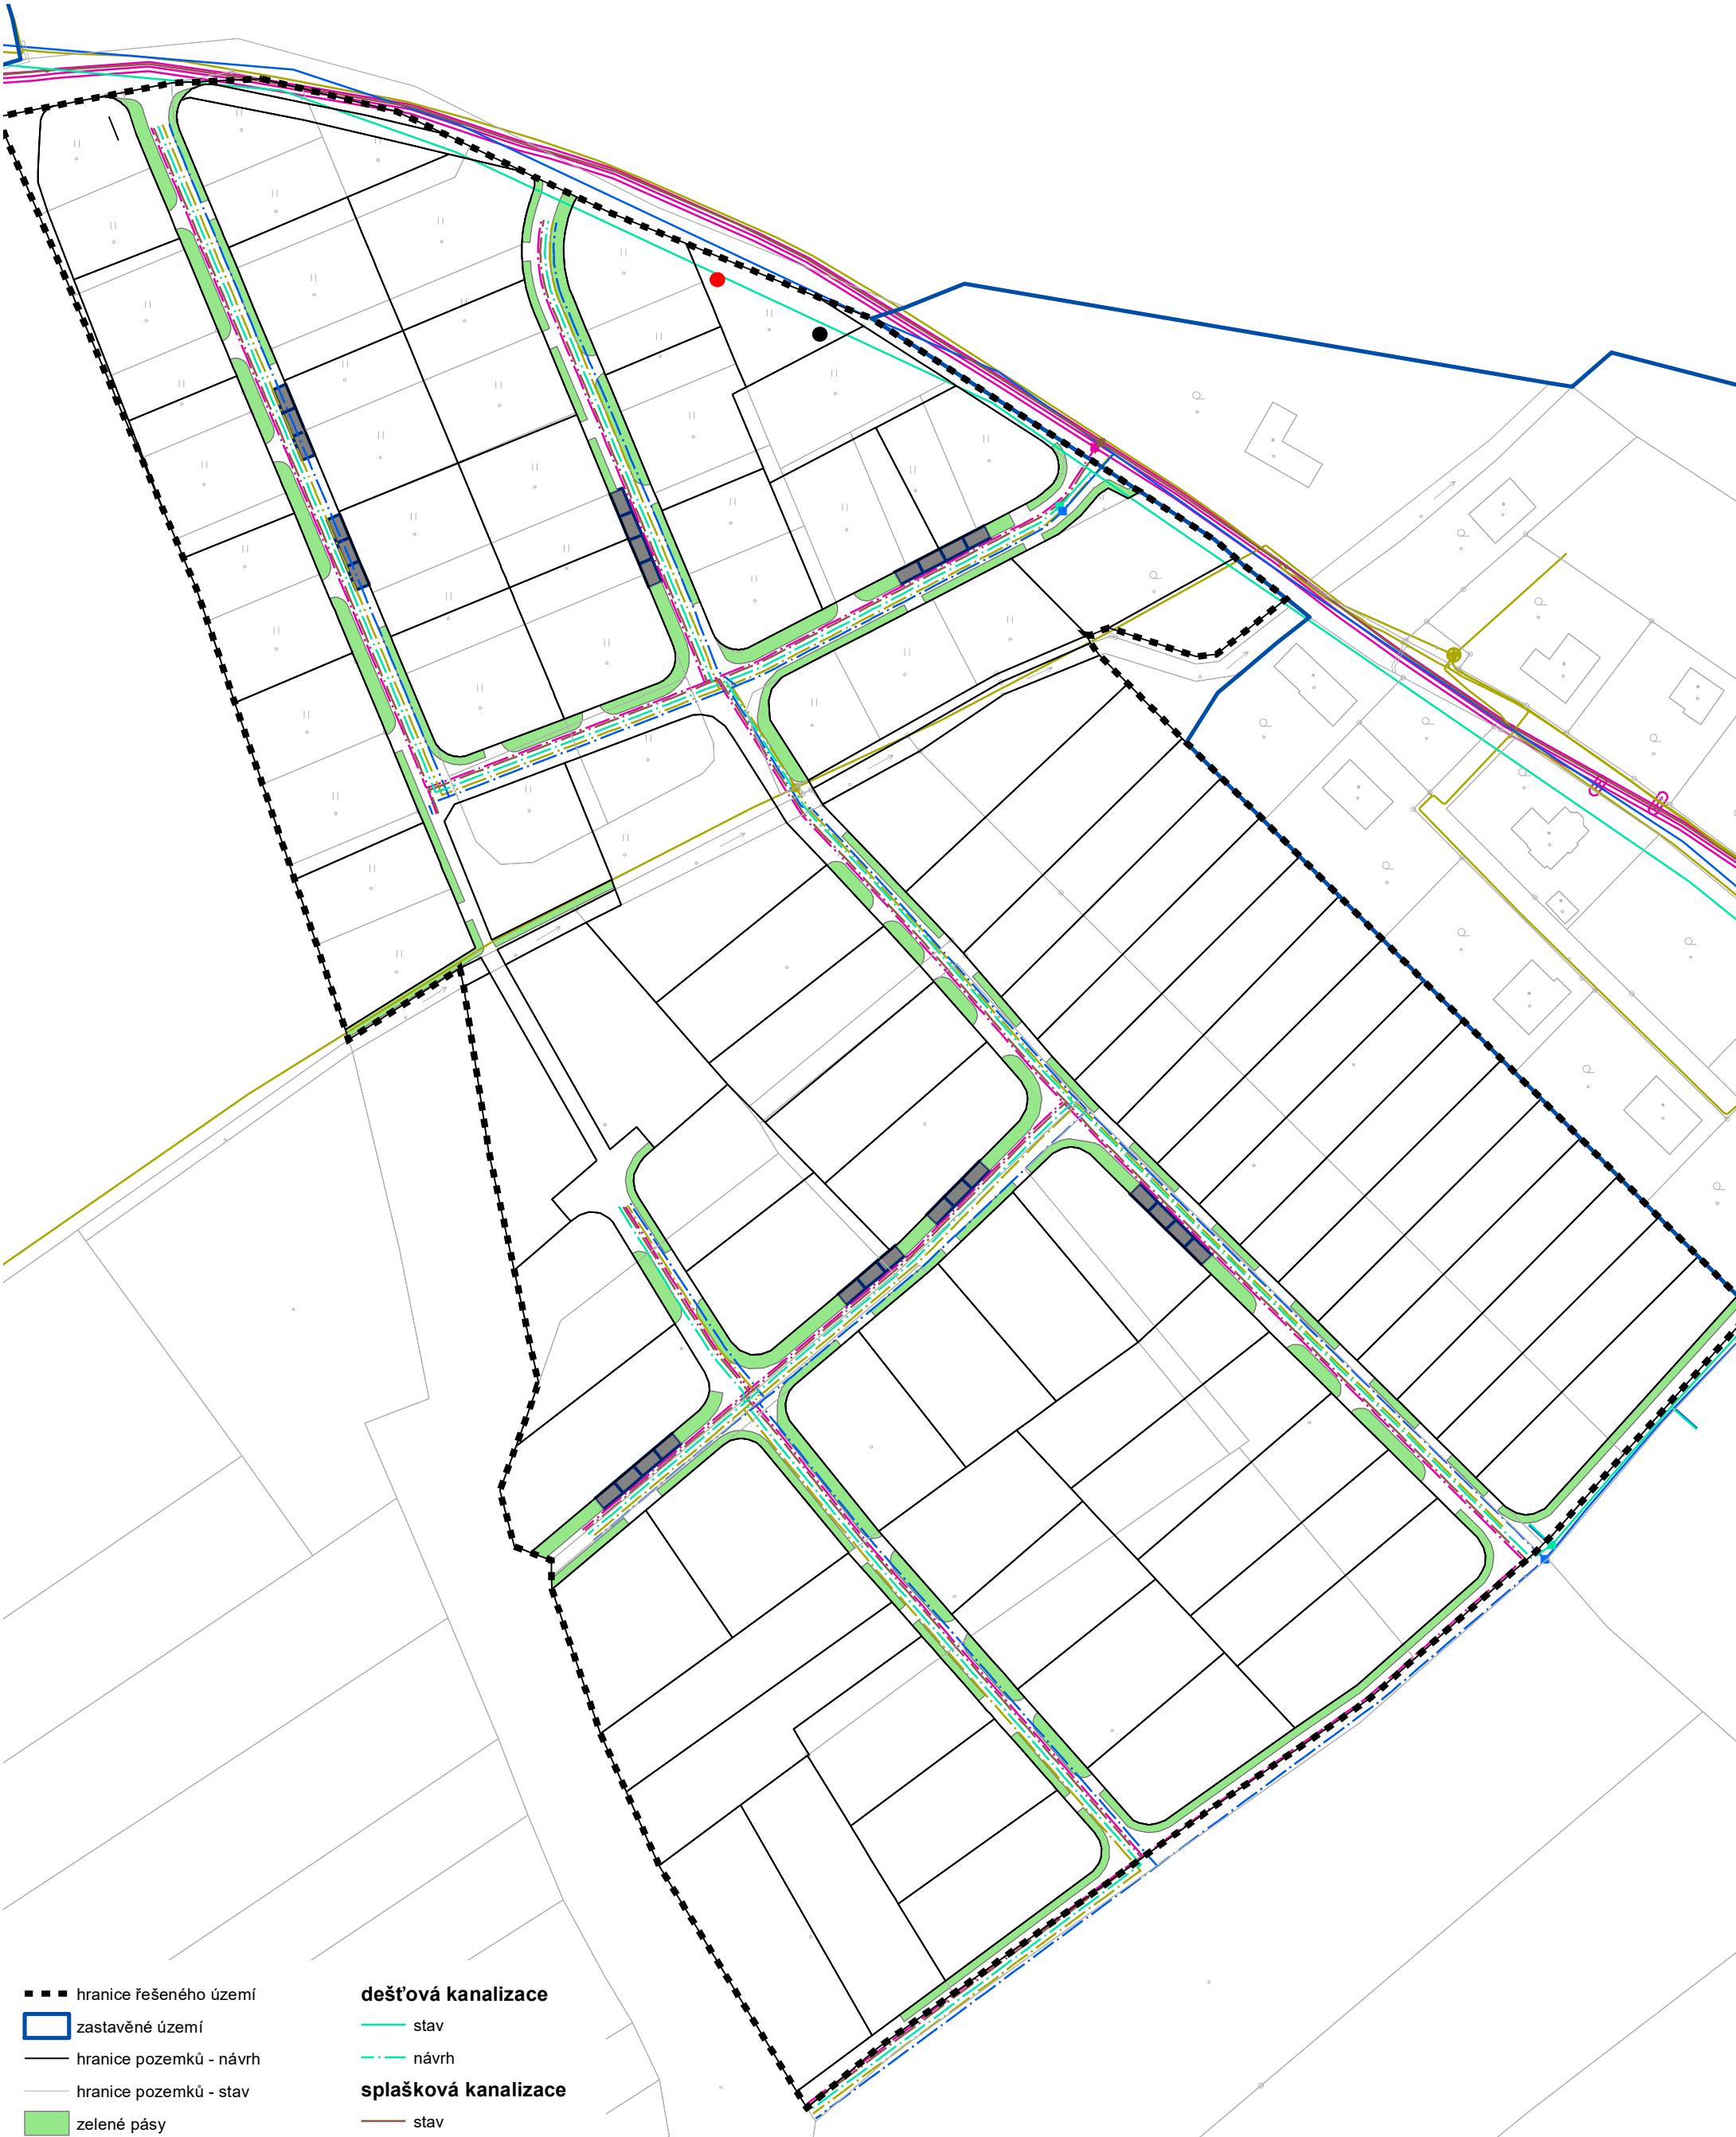 hranice řešeného území
zastavěné území
hranice pozemků - návrh
hranice pozemků - stav
zelené pásy
dešťová kanalizace
stav
návrh
splašková kanalizace
stav